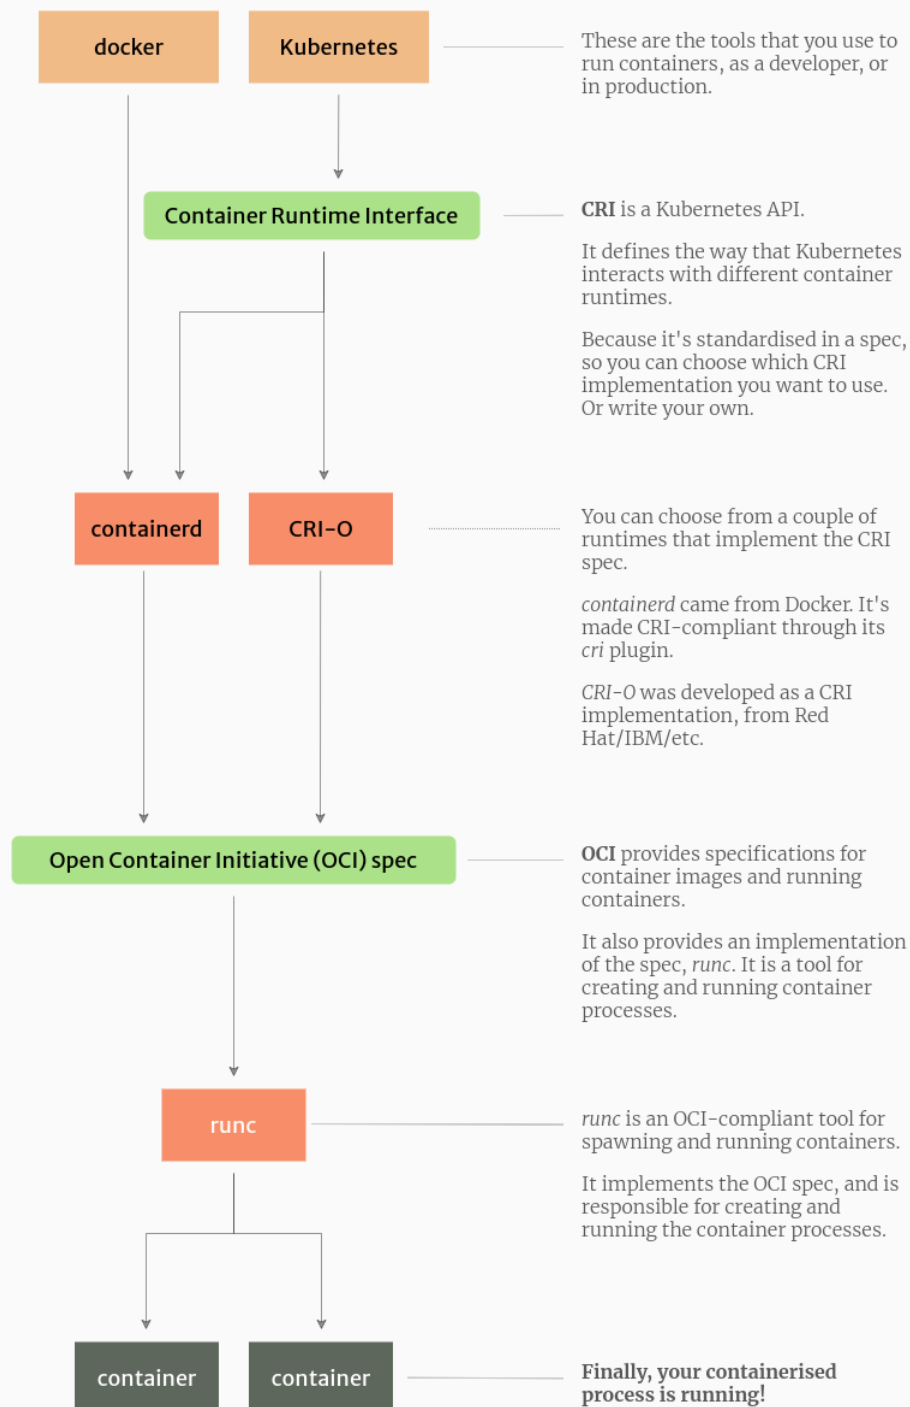 docker
Kubernetes
These are the tools that you use to
run containers, as a developer, or
in production.
Container Runtime Interface
CRI is a Kubernetes API.
It defines the way that Kubernetes
interacts with different container
runtimes.
Because it's standardised in a spec,
so you can choose which CRI
implementation you want to use.
Or write your own.
containerd
CRI-O
You can choose from a couple of
runtimes that implement the CRI
spec.
containerd came from Docker. It's
made CRI-compliant through its
cri plugin.
CRI-O was developed as a CRI
implementation, from Red
Hat/IBM/etc.
Open Container Initiative (OCI) spec
OCI provides specifications for
container images and running
containers.
It also provides an implementation
of the spec, runc. It is a tool for
creating and running container
processes.
runc
runc is an OCI-compliant tool for
spawning and running containers.
It implements the OCI spec, and is
responsible for creating and
running the container processes.
container
container
Finally, your containerised
process is running!